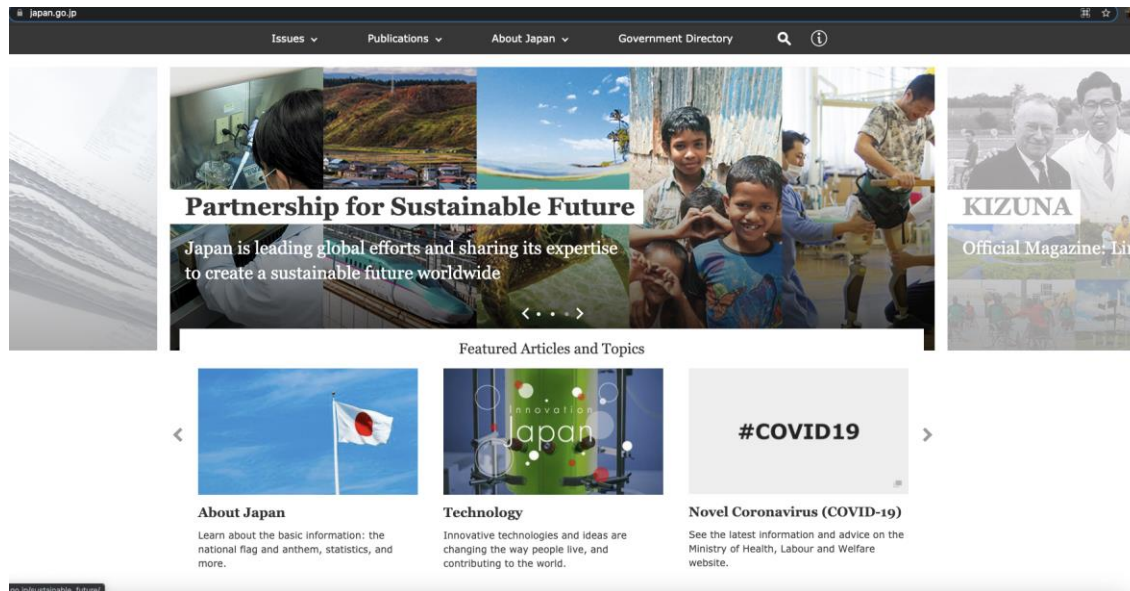 japan.go.jp
Issues
Publications
About Japan
Government Directory
Partnership for Sustainable Future
Japan is leading global efforts and sharing its expertise
to create a sustainable future worldwide
KIZUNA
Official Magazine:
Featured Articles and Topics
Innovation
Japan
#COVID19
About Japan
Learn about the basic information: the
national flag and anthem, statistics, and
more.
Technology
Innovative technologies and ideas are
changing the way people live, and
contributing to the world.
Novel Coronavirus (COVID-19)
See the latest information and advice on the
Ministry of Health, Labour and Welfare
website.